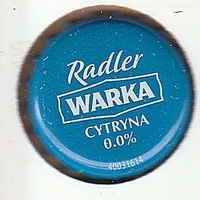 Radler
WARKA
CYTRYNA
0.0%
40031614